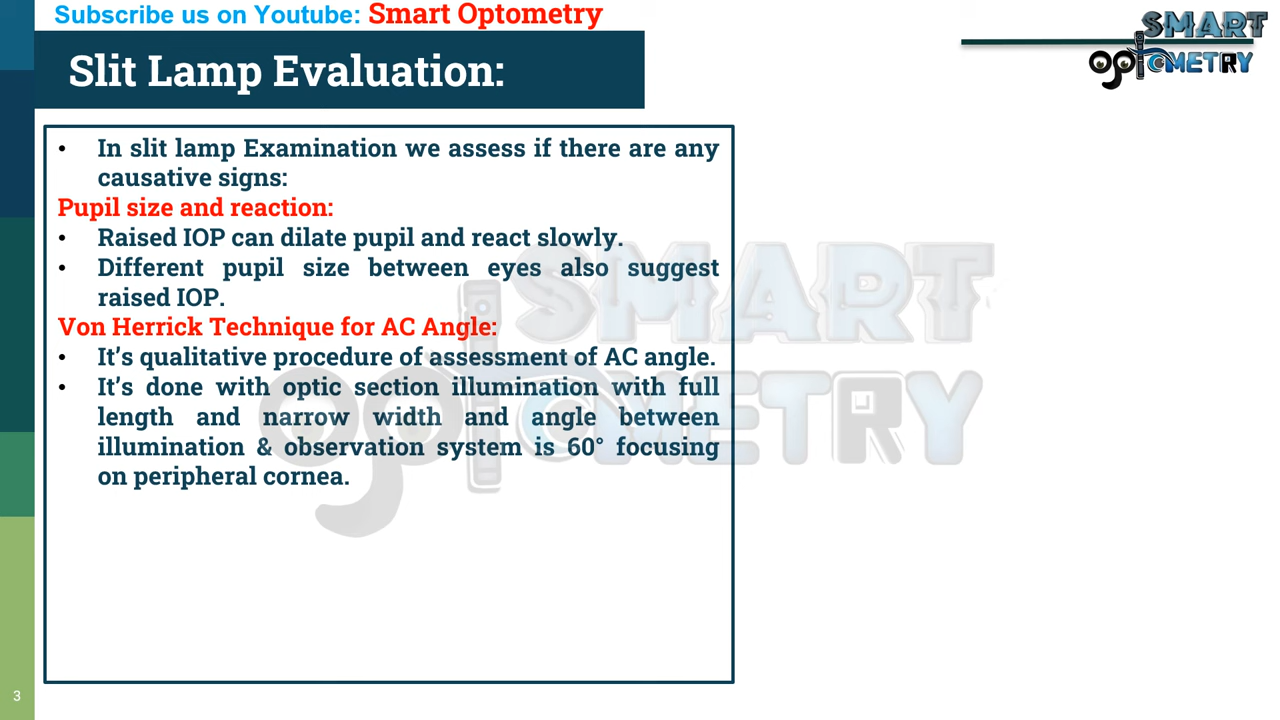 Subscribe us on Youtube: Smart Optometry
SMART
OptOMETRY
Slit Lamp Evaluation:
• In slit lamp Examination we assess if there are any
causative signs:
Pupil size and reaction:
• Raised IOP can dilate pupil and react slowly.
• Different pupil size between eyes also suggest
raised IOP.
Von Herrick Technique for AC Angle:
• It’s qualitative procedure of assessment of AC angle.
• It’s done with optic section illumination with full
length and narrow width and angle between
illumination & observation system is 60° focusing
on peripheral cornea.
SMART
OptOMETRY
3